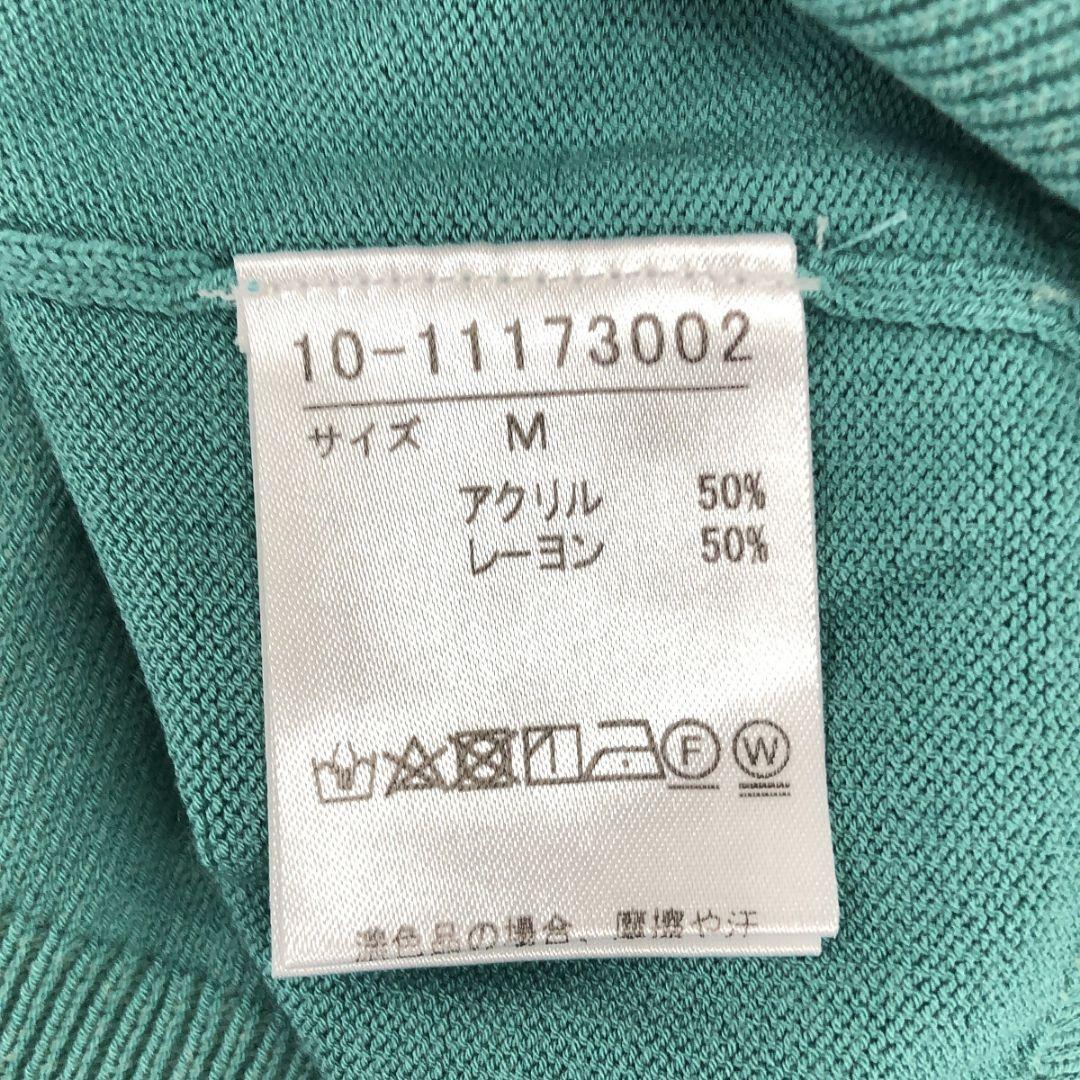 10-11173002
サイズ M
アクリル 50%
レーヨン 50%
F W
濃色品の場合、摩擦や汗